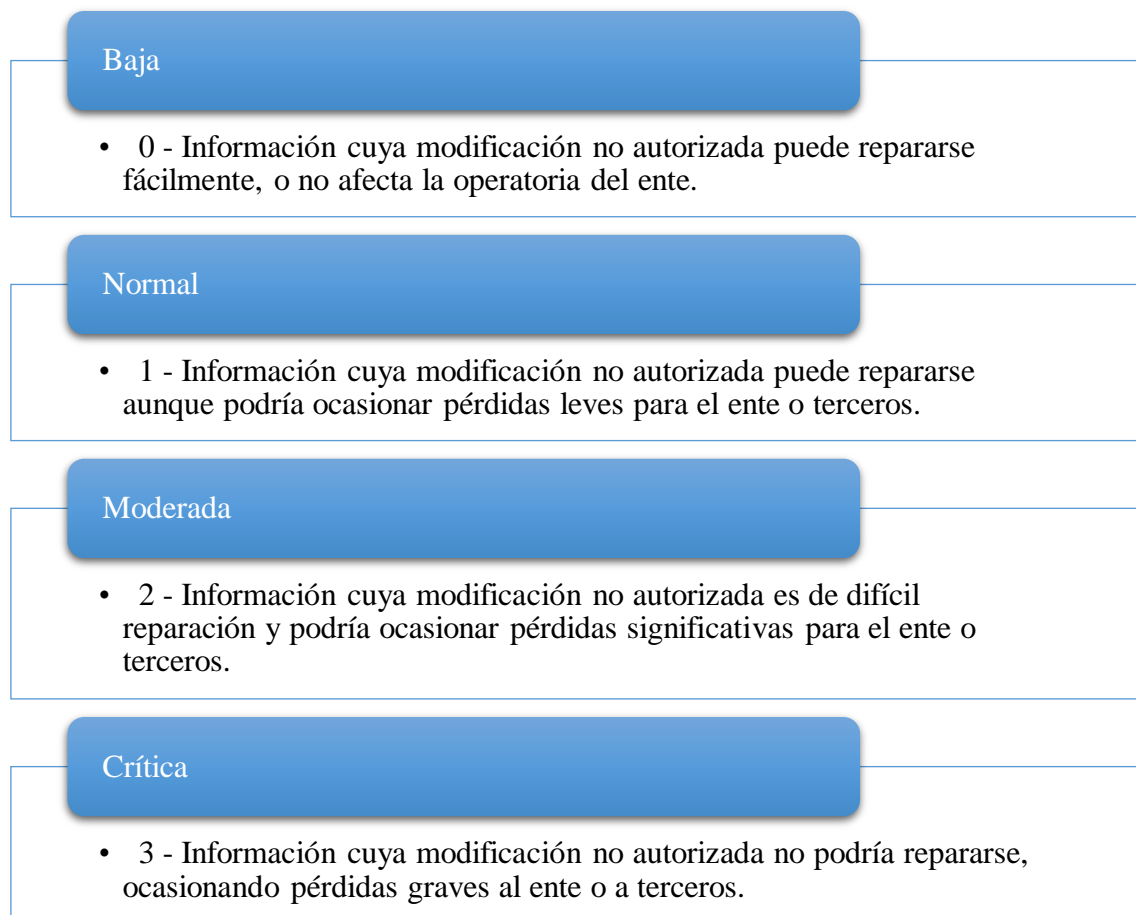 Baja
• 0 - Información cuya modificación no autorizada puede repararse
fácilmente, o no afecta la operatoria del ente.
Normal
• 1 - Información cuya modificación no autorizada puede repararse
aunque podría ocasionar pérdidas leves para el ente o terceros.
Moderada
• 2 - Información cuya modificación no autorizada es de difícil
reparación y podría ocasionar pérdidas significativas para el ente o
terceros.
Crítica
• 3 - Información cuya modificación no autorizada no podría repararse,
ocasionando pérdidas graves al ente o a terceros.